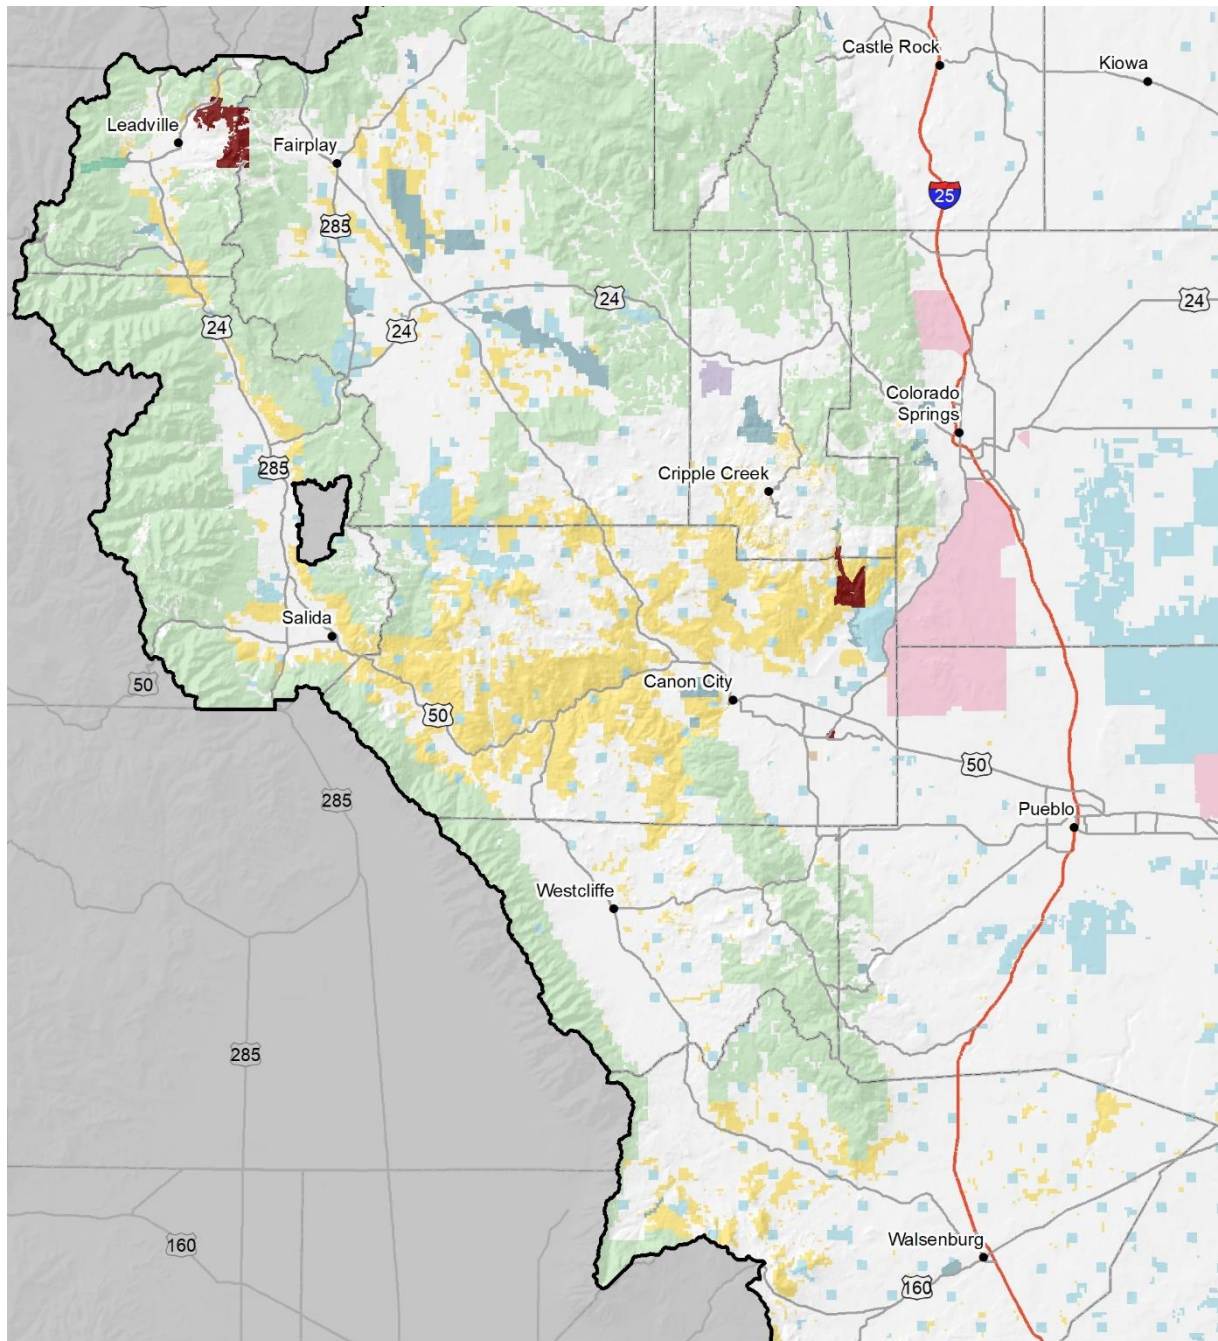 Castle Rock
Kiowa
Leadville
Fairplay
25
285
24
24
24
24
Colorado
Springs
285
Cripple Creek
Salida
50
Canon City
50
50
285
Pueblo
Westcliffe
285
160
Walsenburg
160